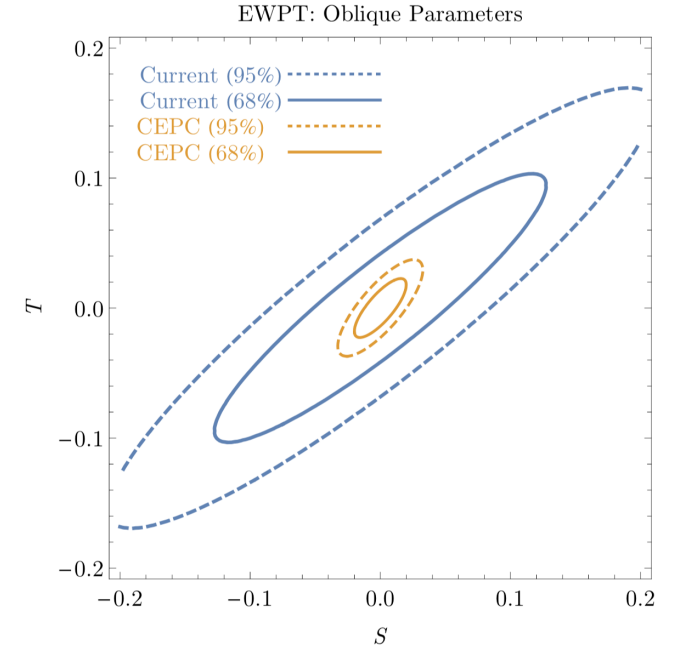 EWPT: Oblique Parameters
0.2
Current (95%)
Current (68%)
CEPC (95%)
CEPC (68%)
0.1
T
0.0
−0.1
−0.2
−0.2 −0.1 0.0 0.1 0.2
S